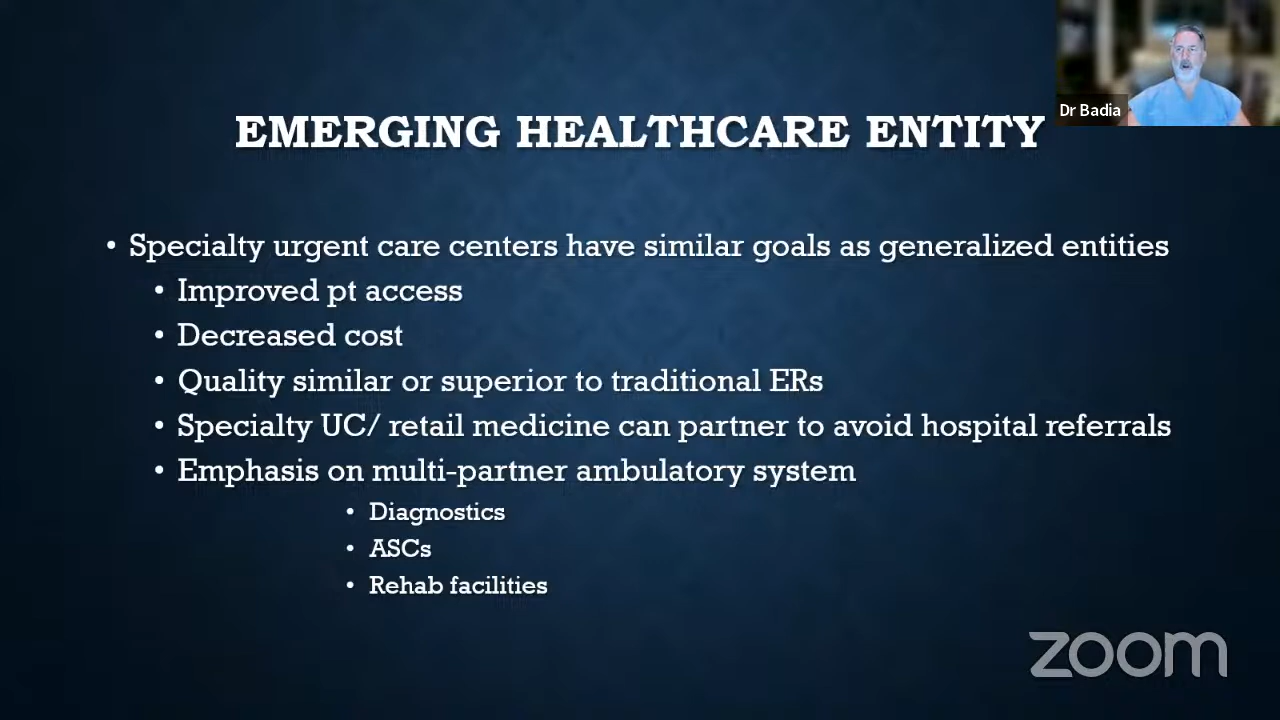 Dr Badia
EMERGING HEALTHCARE ENTITY
• Specialty urgent care centers have similar goals as generalized entities
• Improved pt access
• Decreased cost
• Quality similar or superior to traditional ERs
• Specialty UC/ retail medicine can partner to avoid hospital referrals
• Emphasis on multi-partner ambulatory system
• Diagnostics
• ASCs
• Rehab facilities
zoom